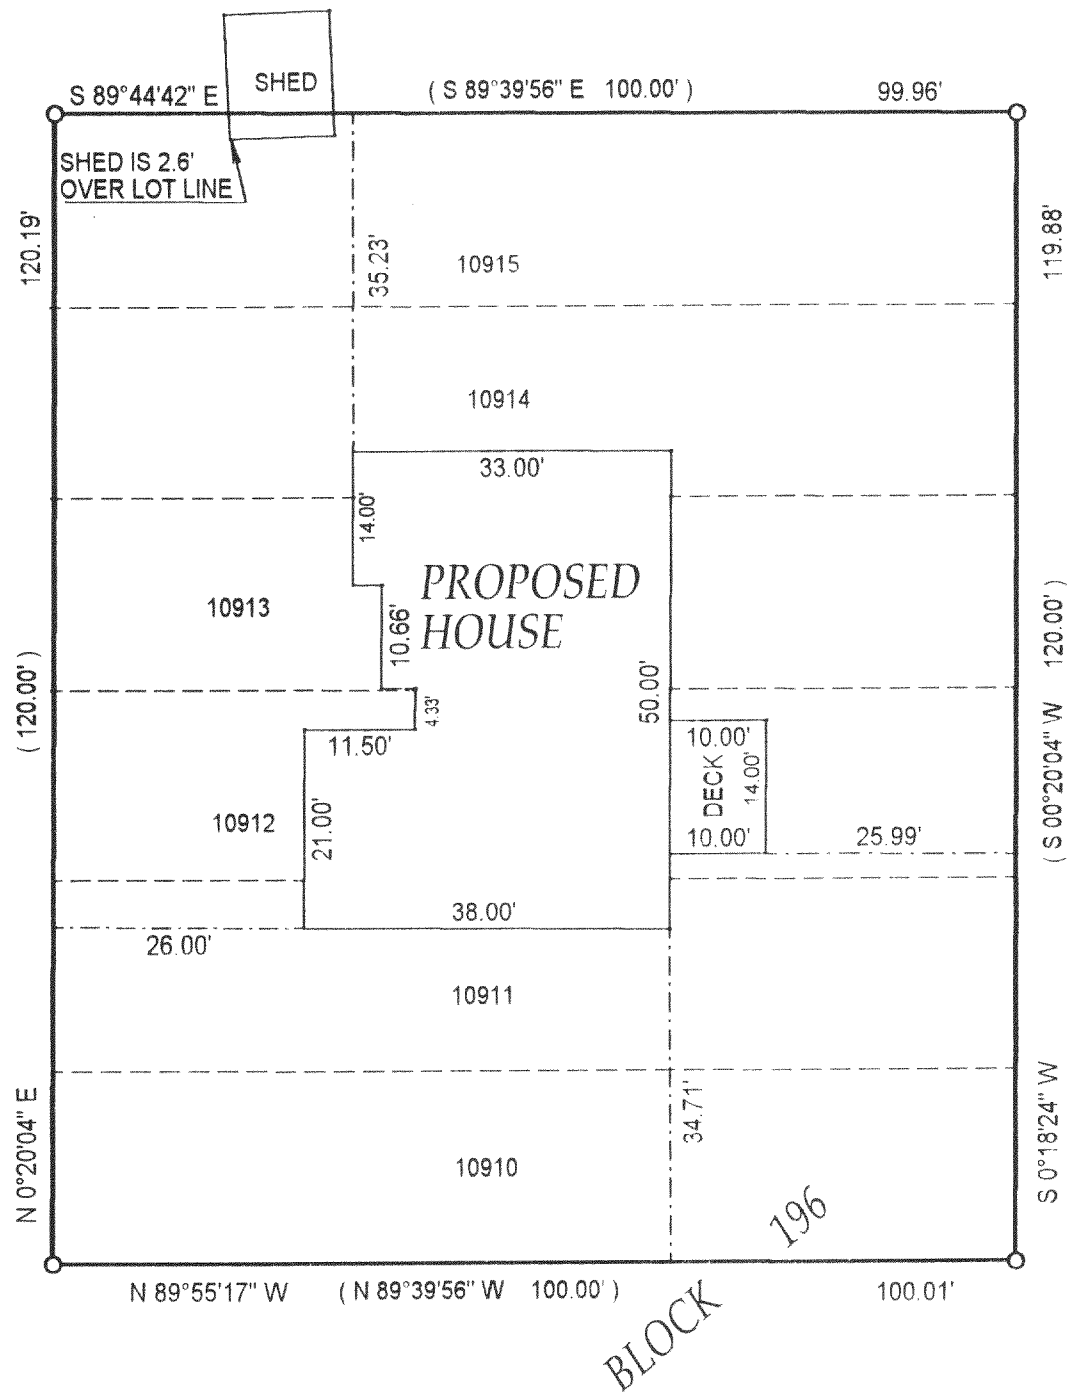 SHED
S 89°44'42" E
( S 89°39'56" E 100.00' )
99.96'
SHED IS 2.6'
OVER LOT LINE
120.19'
119.88'
35.23'
10915
10914
33.00'
14.00'
PROPOSED
HOUSE
10913
10.66'
( 120.00' )
( S 00°20'04" W 120.00' )
50.00'
4.33'
11.50'
10.00'
DECK
14.00'
10.00'
25.99'
10912
21.00'
38.00'
26.00'
10911
34.71'
N 0°20'04" E
S 0°18'24" W
10910
BLOCK 196
N 89°55'17" W
( N 89°39'56" W 100.00' )
100.01'